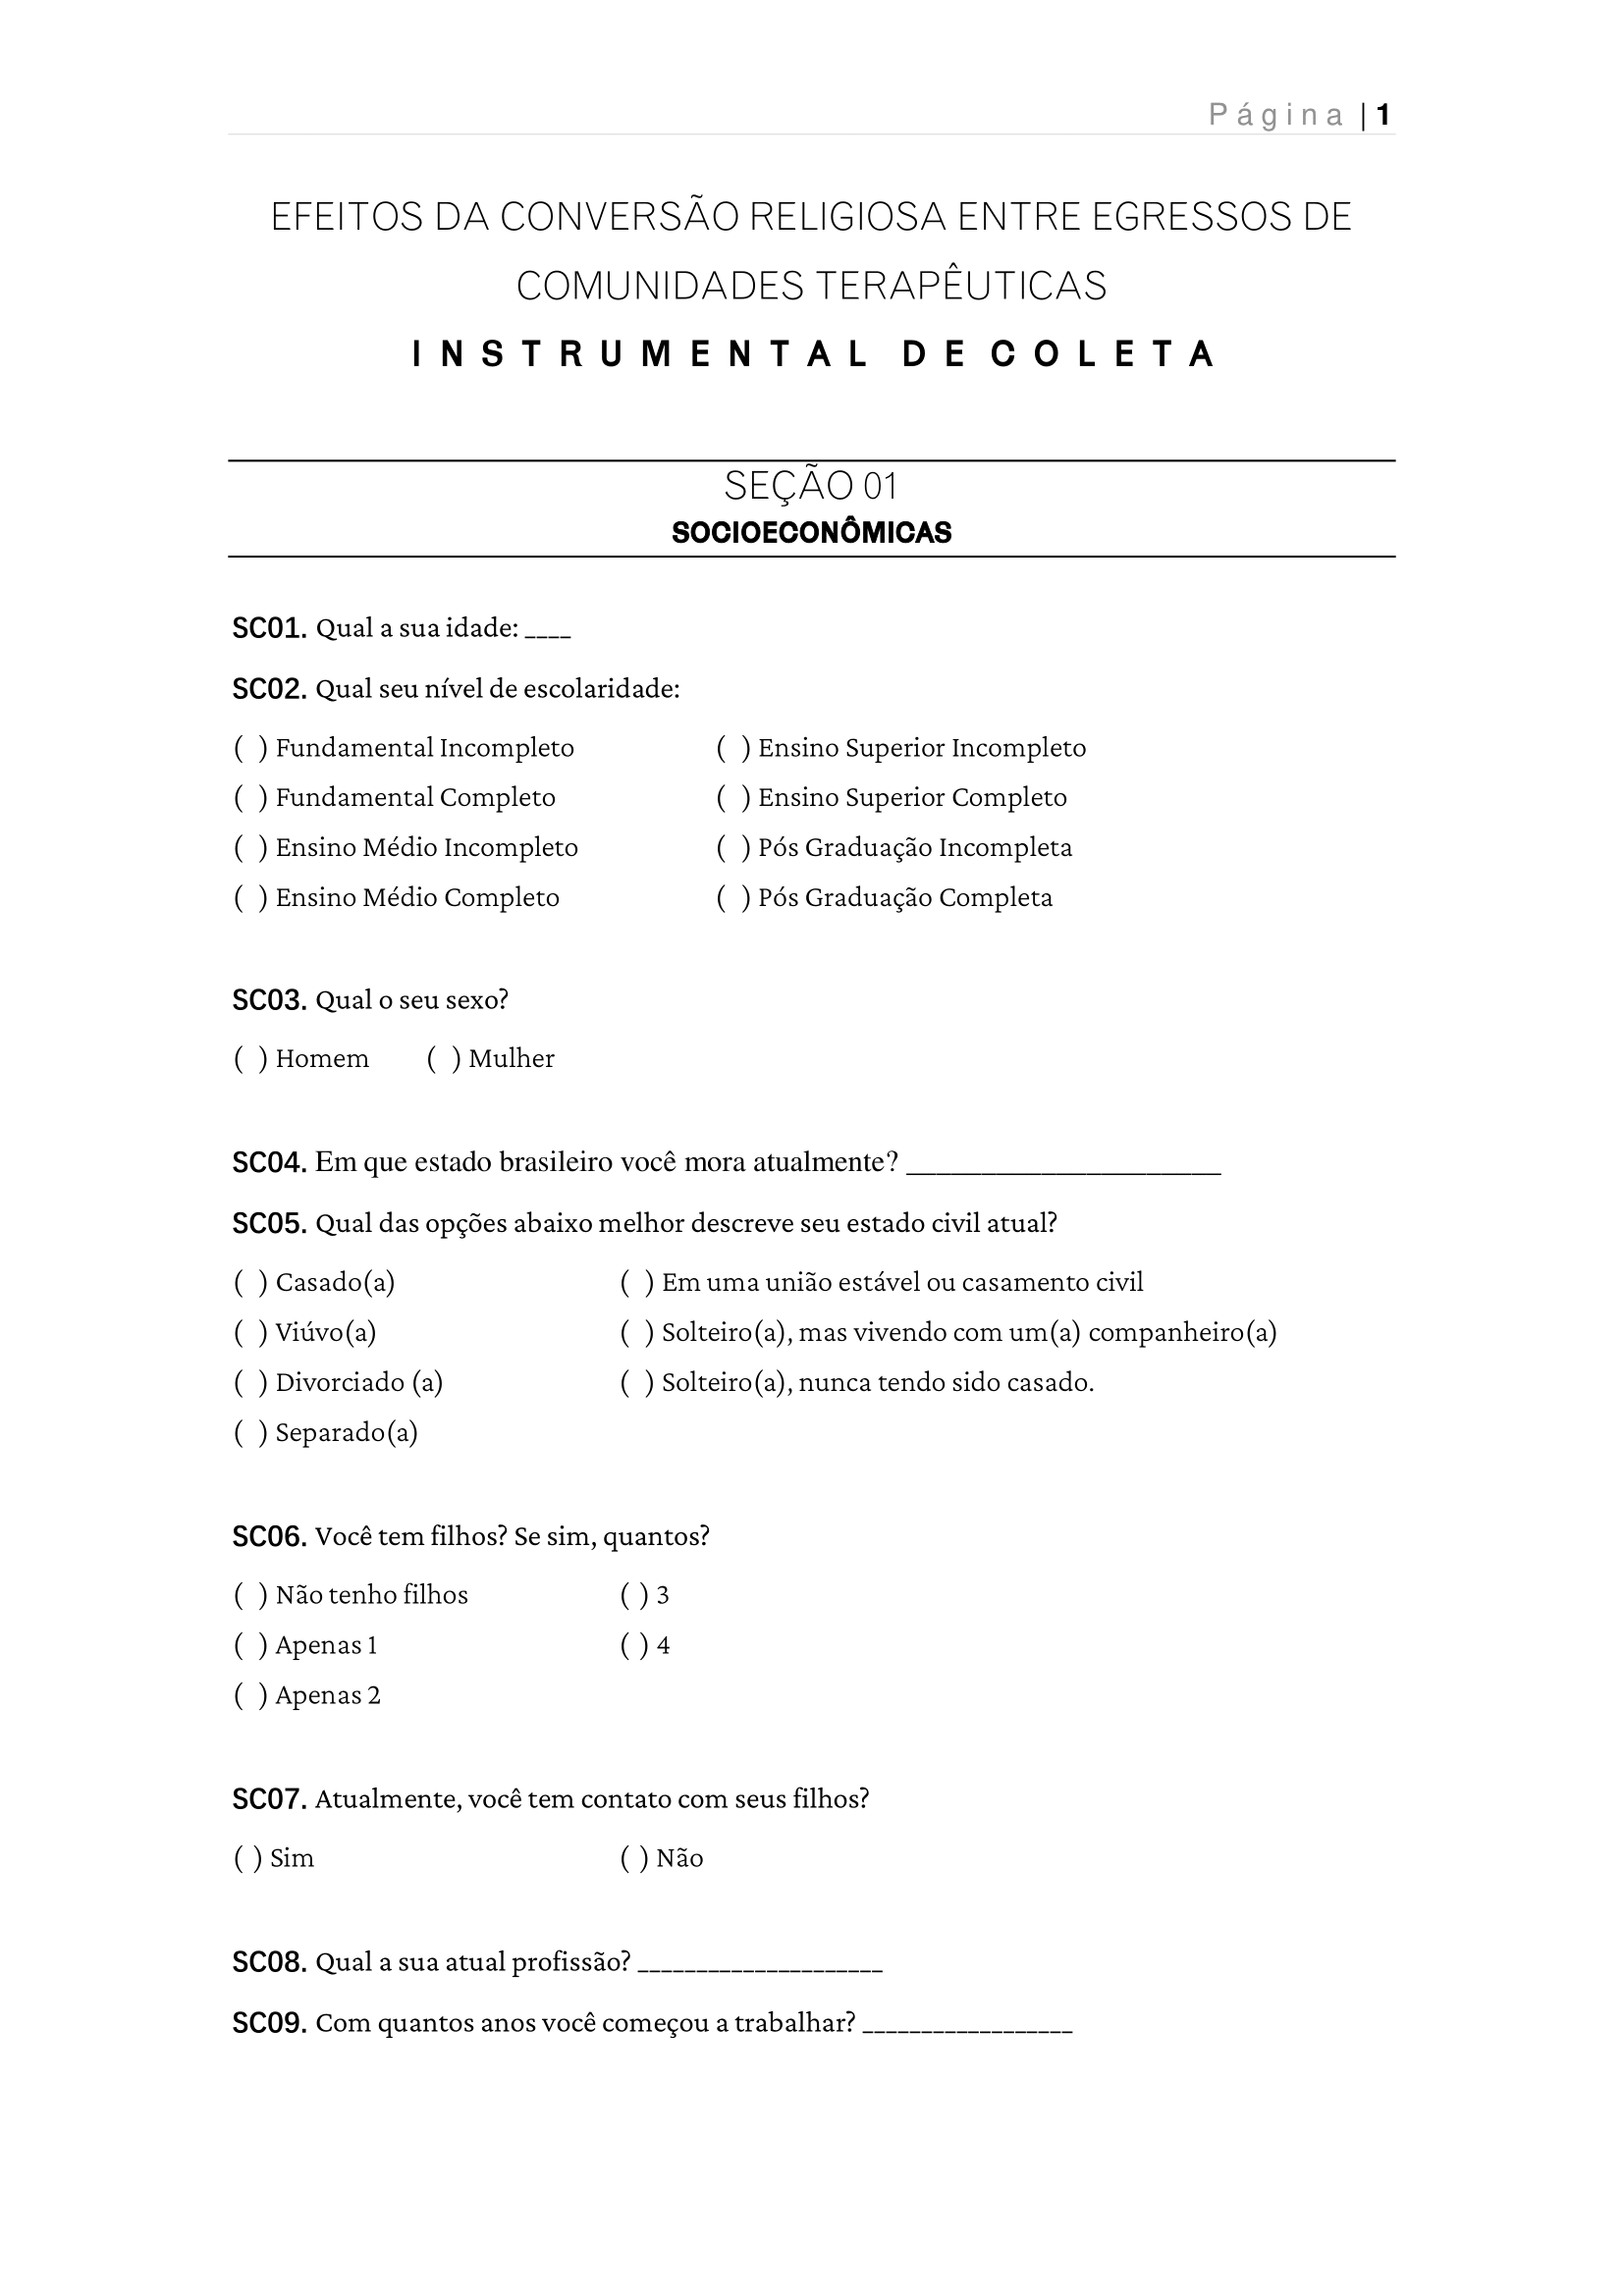 Página | 1
EFEITOS DA CONVERSÃO RELIGIOSA ENTRE EGRESSOS DE
COMUNIDADES TERAPÊUTICAS
INSTRUMENTAL DE COLETA
SEÇÃO 01
SOCIOECONÔMICAS
SC01. Qual a sua idade: ____
SC02. Qual seu nível de escolaridade:
( ) Fundamental Incompleto ( ) Ensino Superior Incompleto
( ) Fundamental Completo ( ) Ensino Superior Completo
( ) Ensino Médio Incompleto ( ) Pós Graduação Incompleta
( ) Ensino Médio Completo ( ) Pós Graduação Completa
SC03. Qual o seu sexo?
( ) Homem ( ) Mulher
SC04. Em que estado brasileiro você mora atualmente? _____________________
SC05. Qual das opções abaixo melhor descreve seu estado civil atual?
( ) Casado(a) ( ) Em uma união estável ou casamento civil
( ) Viúvo(a) ( ) Solteiro(a), mas vivendo com um(a) companheiro(a)
( ) Divorciado (a) ( ) Solteiro(a), nunca tendo sido casado.
( ) Separado(a)
SC06. Você tem filhos? Se sim, quantos?
( ) Não tenho filhos ( ) 3
( ) Apenas 1 ( ) 4
( ) Apenas 2
SC07. Atualmente, você tem contato com seus filhos?
( ) Sim ( ) Não
SC08. Qual a sua atual profissão? _____________________
SC09. Com quantos anos você começou a trabalhar? __________________